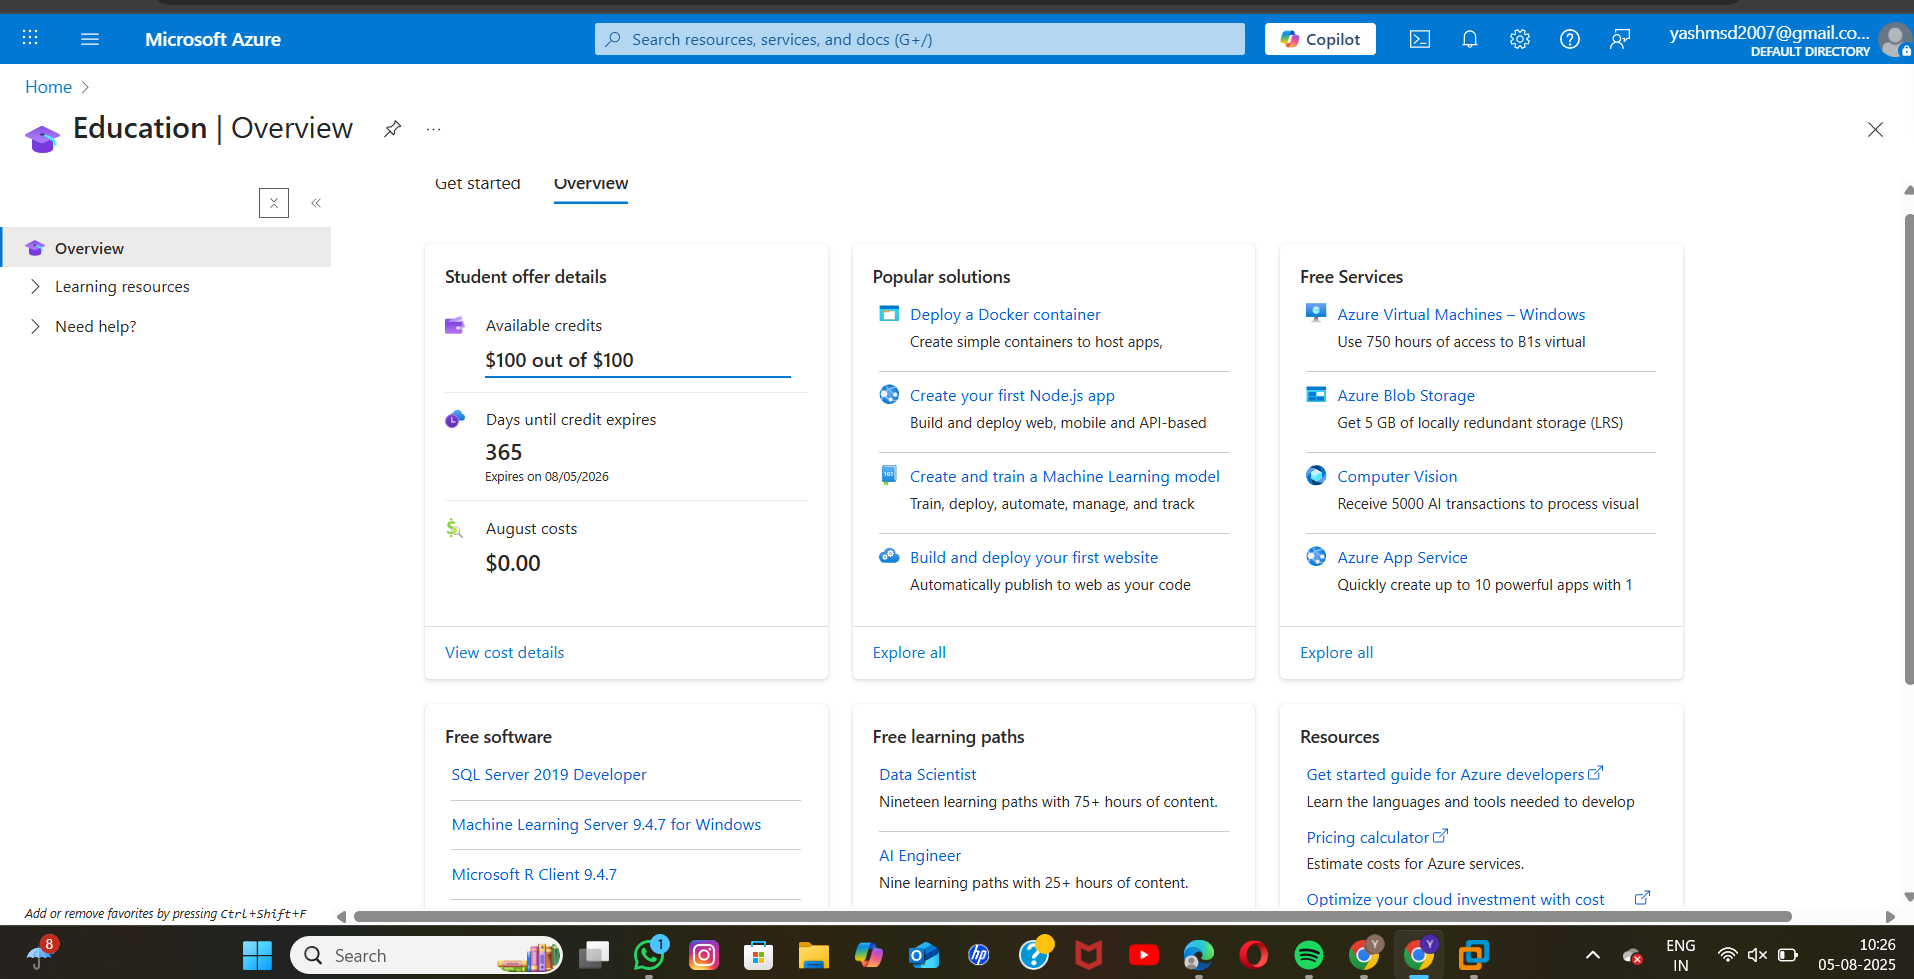 Microsoft Azure
Search resources, services, and docs (G+/)
Copilot
yashmsd2007@gmail.co...
DEFAULT DIRECTORY
Home
Education | Overview
...
Get started
Overview
Overview
Learning resources
Need help?
Student offer details
Available credits
$100 out of $100
Days until credit expires
365
Expires on 08/05/2026
August costs
$0.00
View cost details
Popular solutions
Deploy a Docker container
Create simple containers to host apps,
Create your first Node.js app
Build and deploy web, mobile and API-based
Create and train a Machine Learning model
Train, deploy, automate, manage, and track
Build and deploy your first website
Automatically publish to web as your code
Explore all
Free Services
Azure Virtual Machines – Windows
Use 750 hours of access to B1s virtual
Azure Blob Storage
Get 5 GB of locally redundant storage (LRS)
Computer Vision
Receive 5000 AI transactions to process visual
Azure App Service
Quickly create up to 10 powerful apps with 1
Explore all
Free software
SQL Server 2019 Developer
Machine Learning Server 9.4.7 for Windows
Microsoft R Client 9.4.7
Free learning paths
Data Scientist
Nineteen learning paths with 75+ hours of content.
AI Engineer
Nine learning paths with 25+ hours of content.
Resources
Get started guide for Azure developers
Learn the languages and tools needed to develop
Pricing calculator
Estimate costs for Azure services.
Optimize your cloud investment with cost
Add or remove favorites by pressing Ctrl+Shift+F
8
Search
1
hp
Y
Y
ENG
IN
10:26
05-08-2025